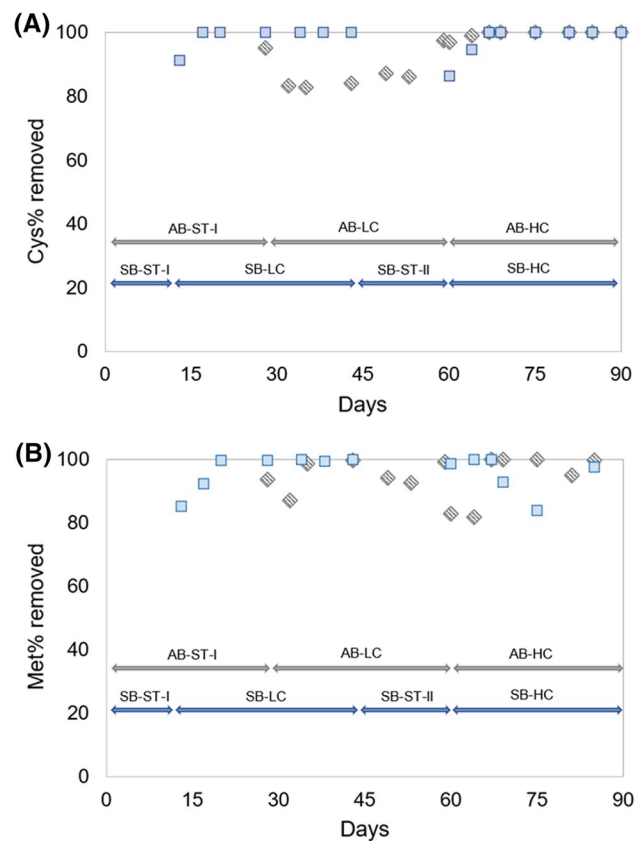 (A)
Cys% removed
100
80
60
40
20
0
AB-ST-I AB-LC AB-HC
SB-ST-I SB-LC SB-ST-II SB-HC
0 15 30 45 60 75 90
Days
(B)
Met% removed
100
80
60
40
20
0
AB-ST-I AB-LC AB-HC
SB-ST-I SB-LC SB-ST-II SB-HC
0 15 30 45 60 75 90
Days